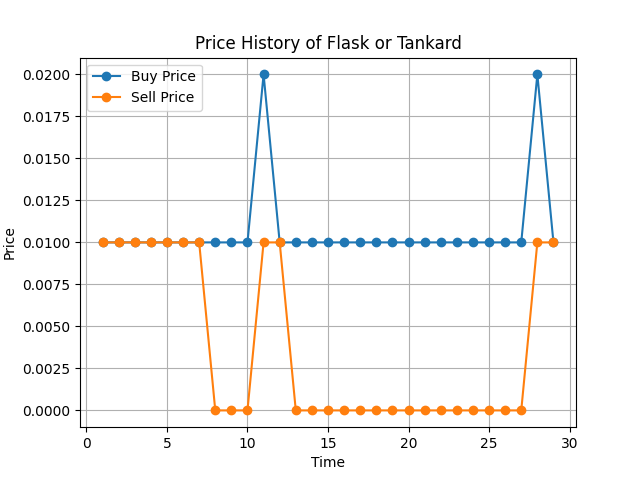 Price History of Flask or Tankard
Buy Price
Sell Price
0.0200
0.0175
0.0150
0.0125
0.0100
0.0075
0.0050
0.0025
0.0000
Price
0 5 10 15 20 25 30
Time